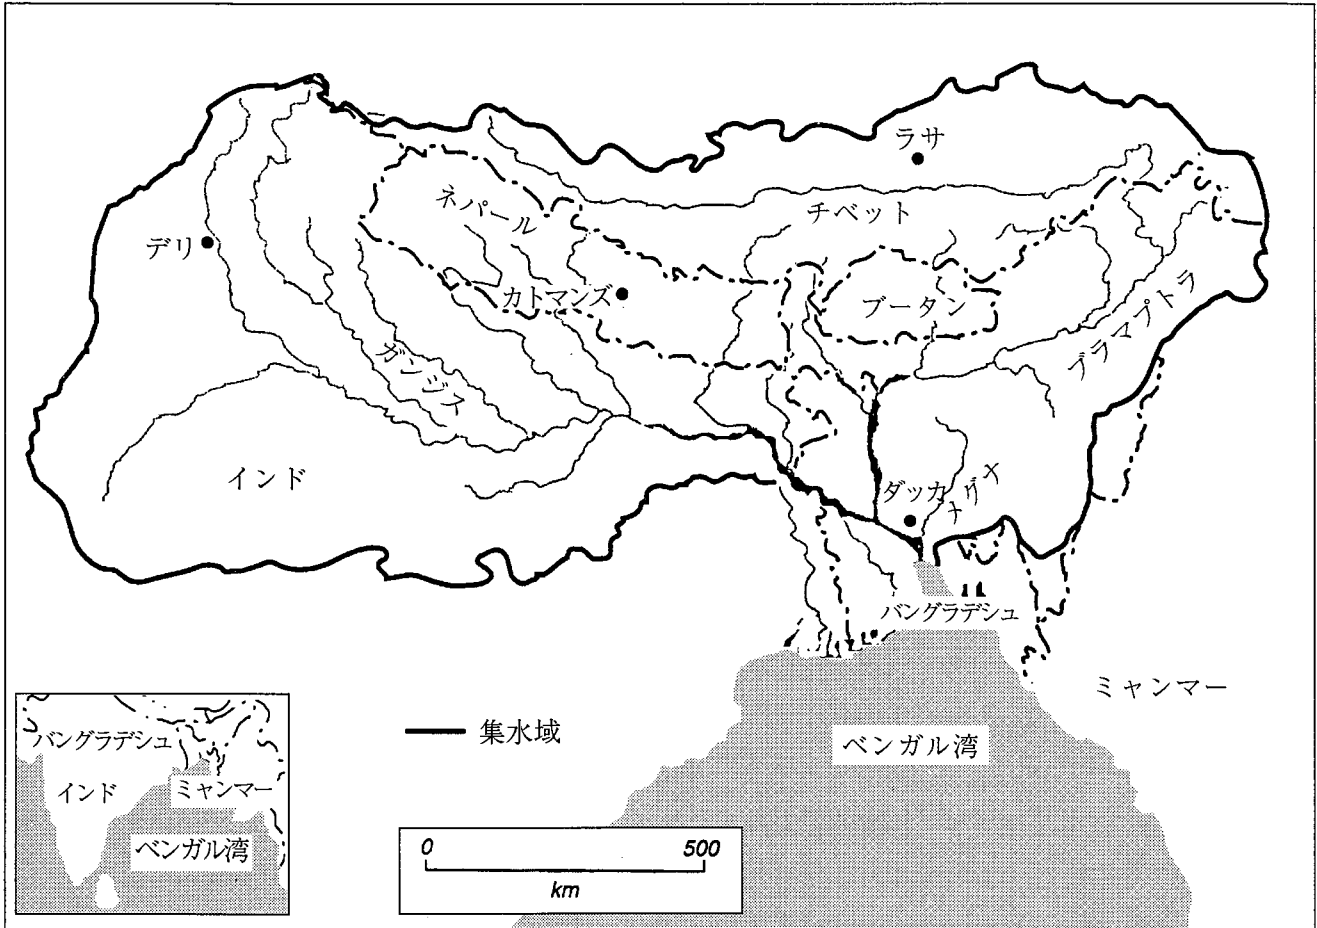 ラサ
ネパール
チベット
デリ
カトマンズ
ブータン
ブラマプトラ
ガンジス
インド
ダッカ
メグナ
バングラデシュ
ミャンマー
集水域
ベンガル湾
バングラデシュ
インド
ミャンマー
ベンガル湾
0 500
km